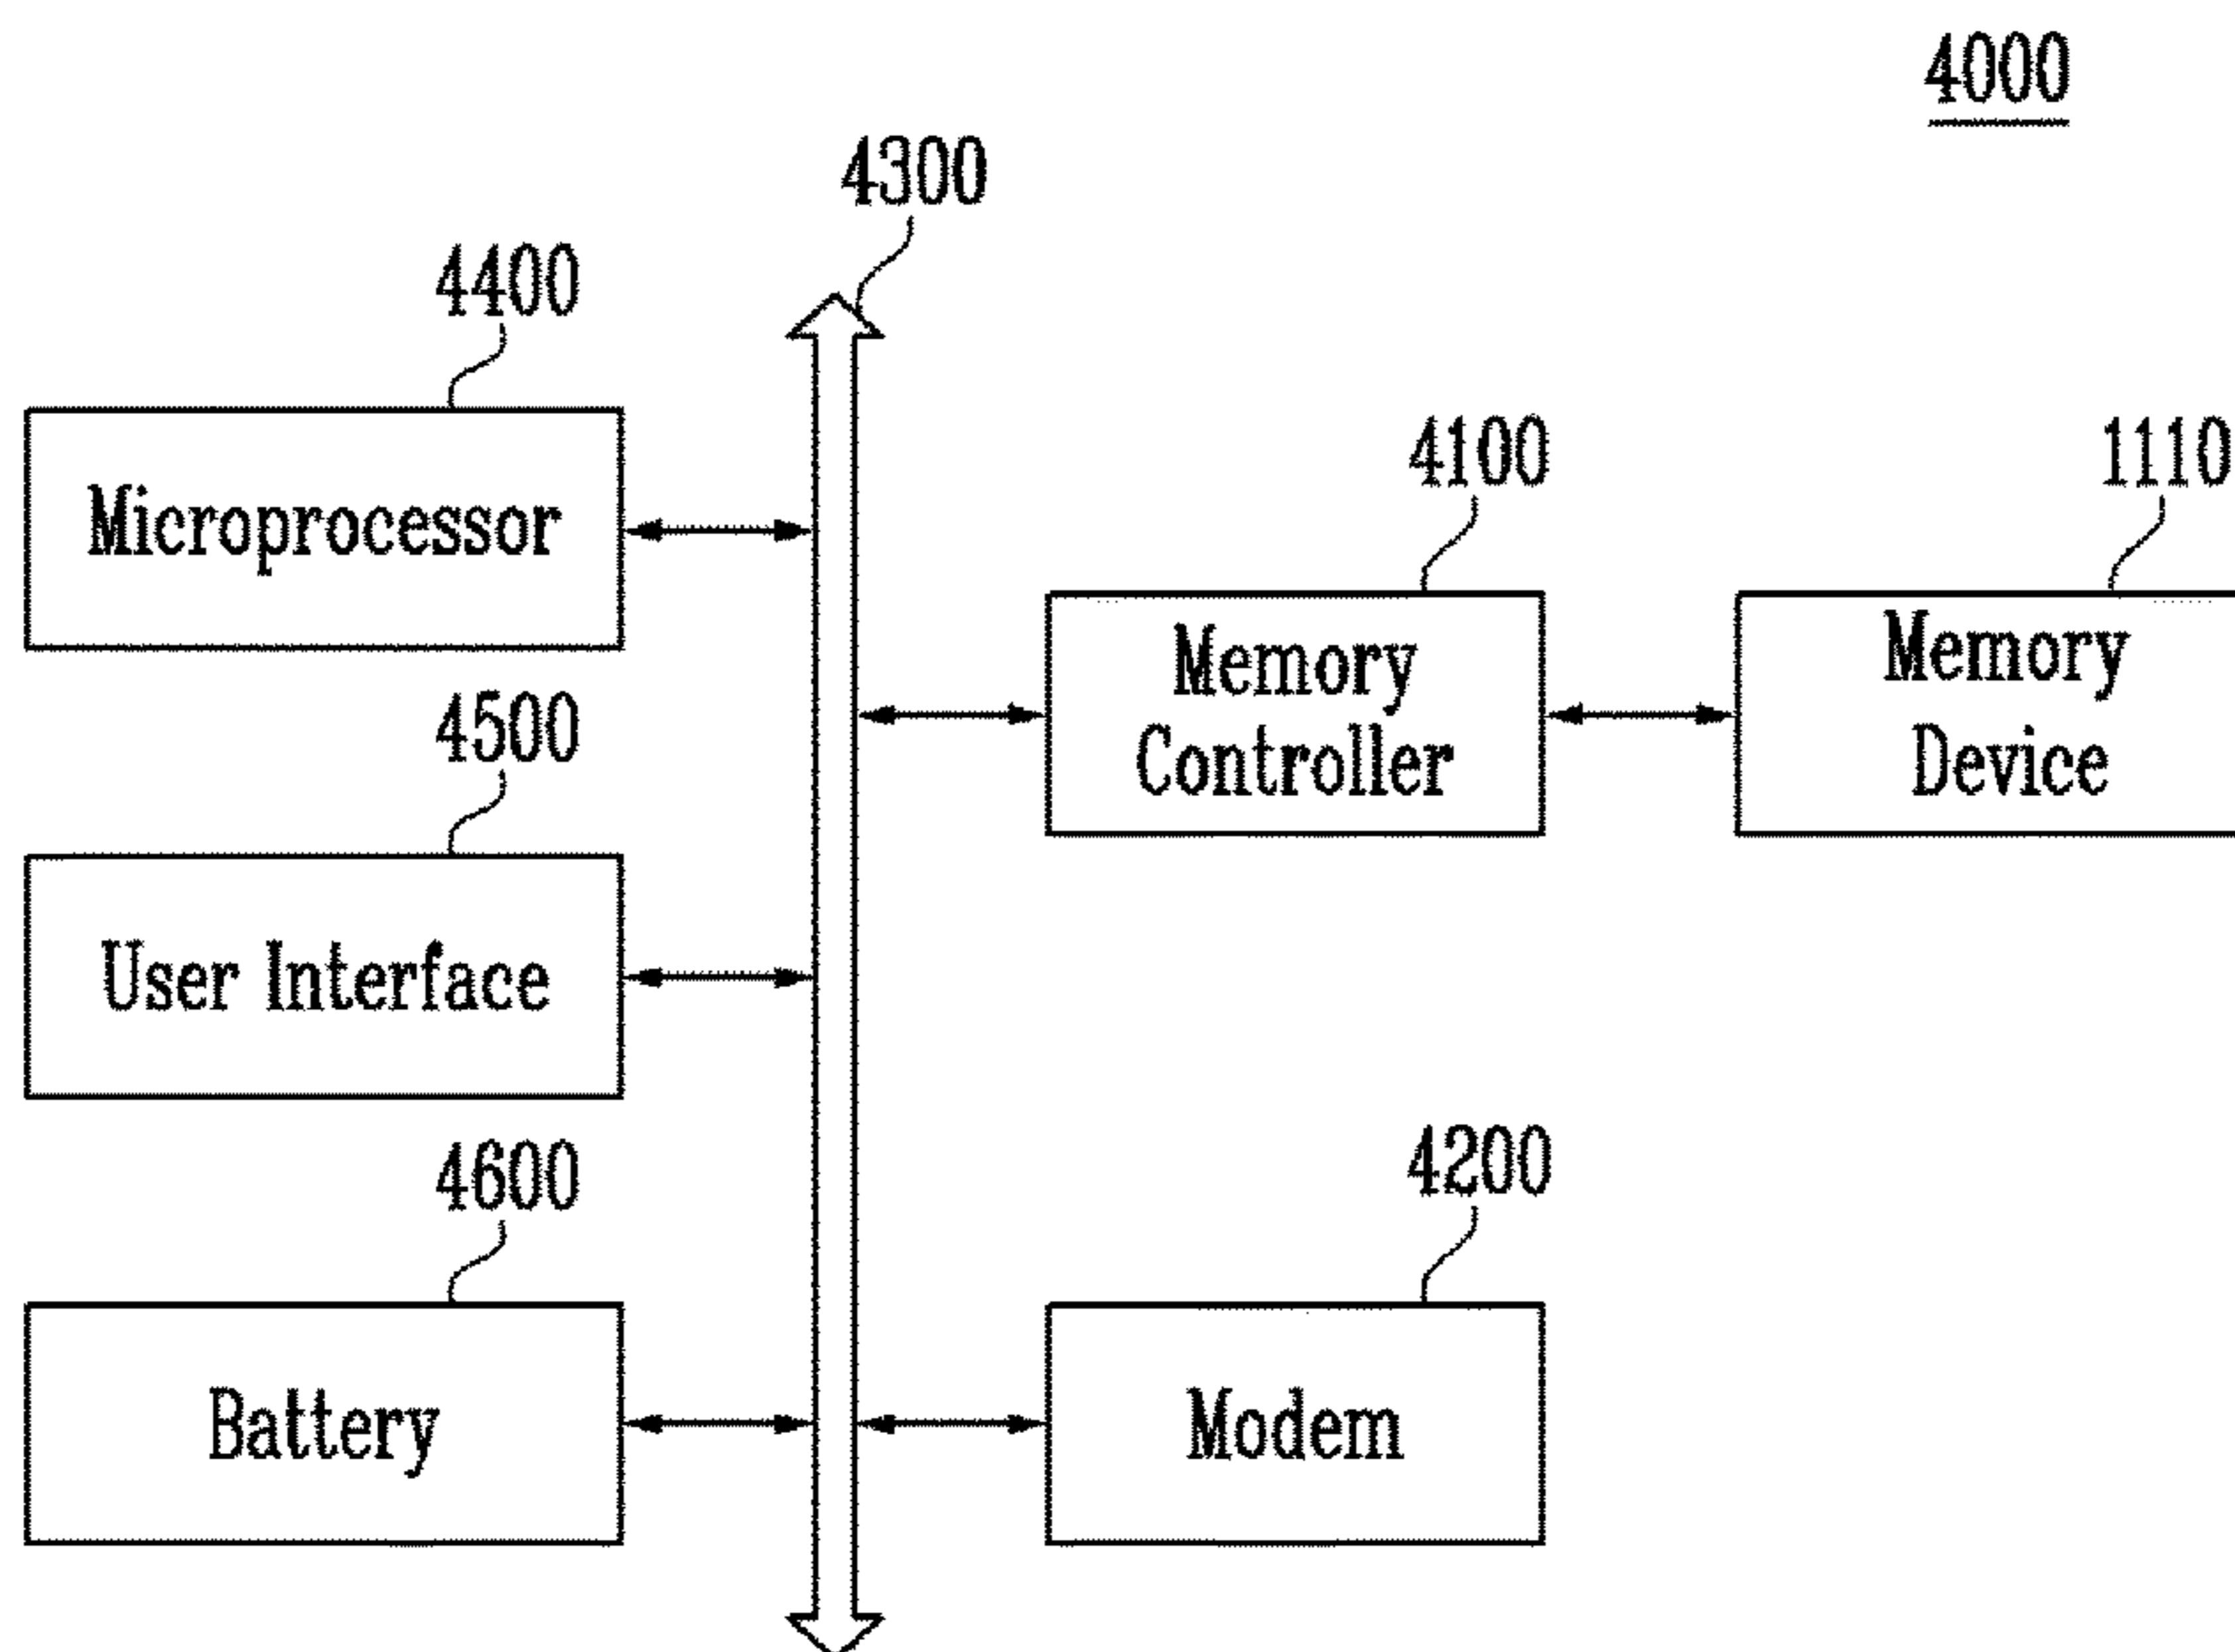 4000
4300
4400
Microprocessor
4100
1110
Memory
Controller
Memory
Device
4500
User Interface
4600
Battery
4200
Modem